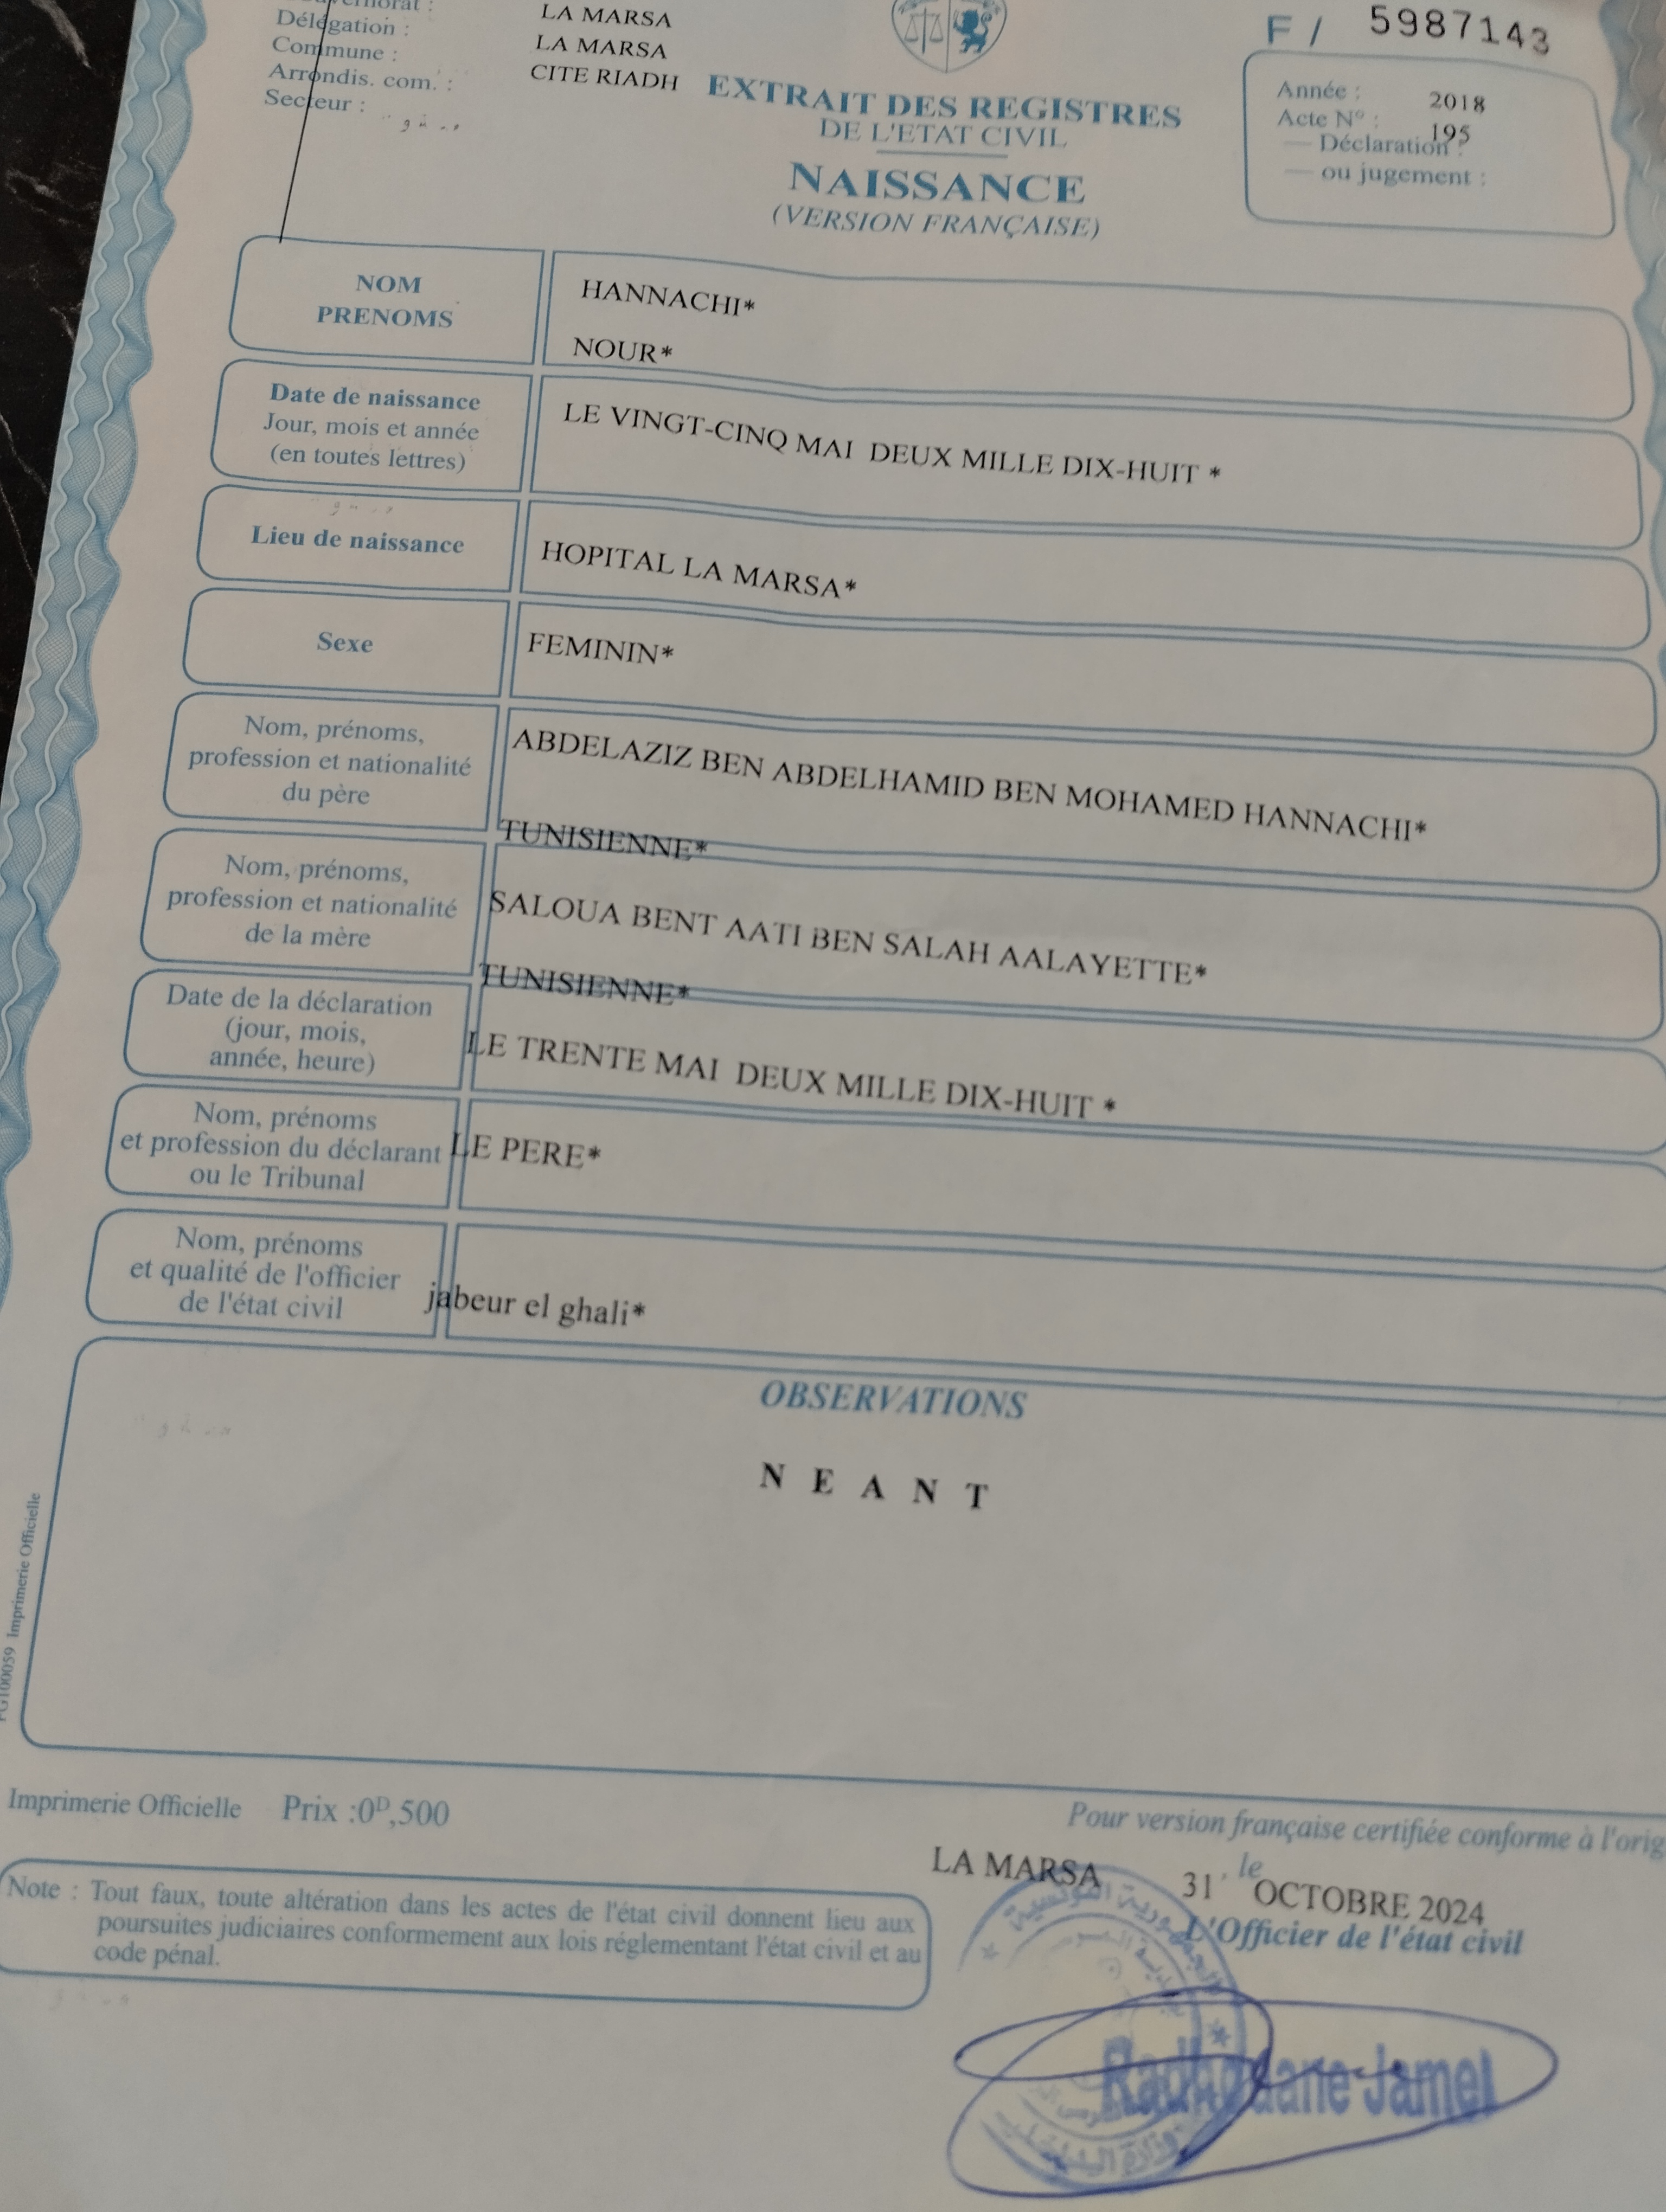 Délégation : LA MARSA
Commune : LA MARSA
Arrondis. com. : CITE RIADH
Secteur :
F / 5987143
EXTRAIT DES REGISTRES
DE L'ETAT CIVIL
NAISSANCE
(VERSION FRANÇAISE)
Année : 2018
Acte N° : 195
— Déclaration :
— ou jugement :
NOM
PRENOMS
HANNACHI*
NOUR*
Date de naissance
Jour, mois et année
(en toutes lettres)
LE VINGT-CINQ MAI DEUX MILLE DIX-HUIT *
Lieu de naissance
HOPITAL LA MARSA*
Sexe
FEMININ*
Nom, prénoms,
profession et nationalité
du père
ABDELAZIZ BEN ABDELHAMID BEN MOHAMED HANNACHI*
TUNISIENNE*
Nom, prénoms,
profession et nationalité
de la mère
SALOUA BENT AATI BEN SALAH AALAYETTE*
TUNISIENNE*
Date de la déclaration
(jour, mois,
année, heure)
LE TRENTE MAI DEUX MILLE DIX-HUIT *
Nom, prénoms
et profession du déclarant
ou le Tribunal
LE PERE*
Nom, prénoms
et qualité de l'officier
de l'état civil
jabeur el ghali*
OBSERVATIONS
N E A N T
Imprimerie Officielle
Imprimerie Officielle Prix :0ᴰ,500
Pour version française certifiée conforme à l'orig
LA MARSA 31 le OCTOBRE 2024
L'Officier de l'état civil
Note : Tout faux, toute altération dans les actes de l'état civil donnent lieu aux
poursuites judiciaires conformement aux lois réglementant l'état civil et au
code pénal.
الجمهورية التونسية
Radhouane Jamel